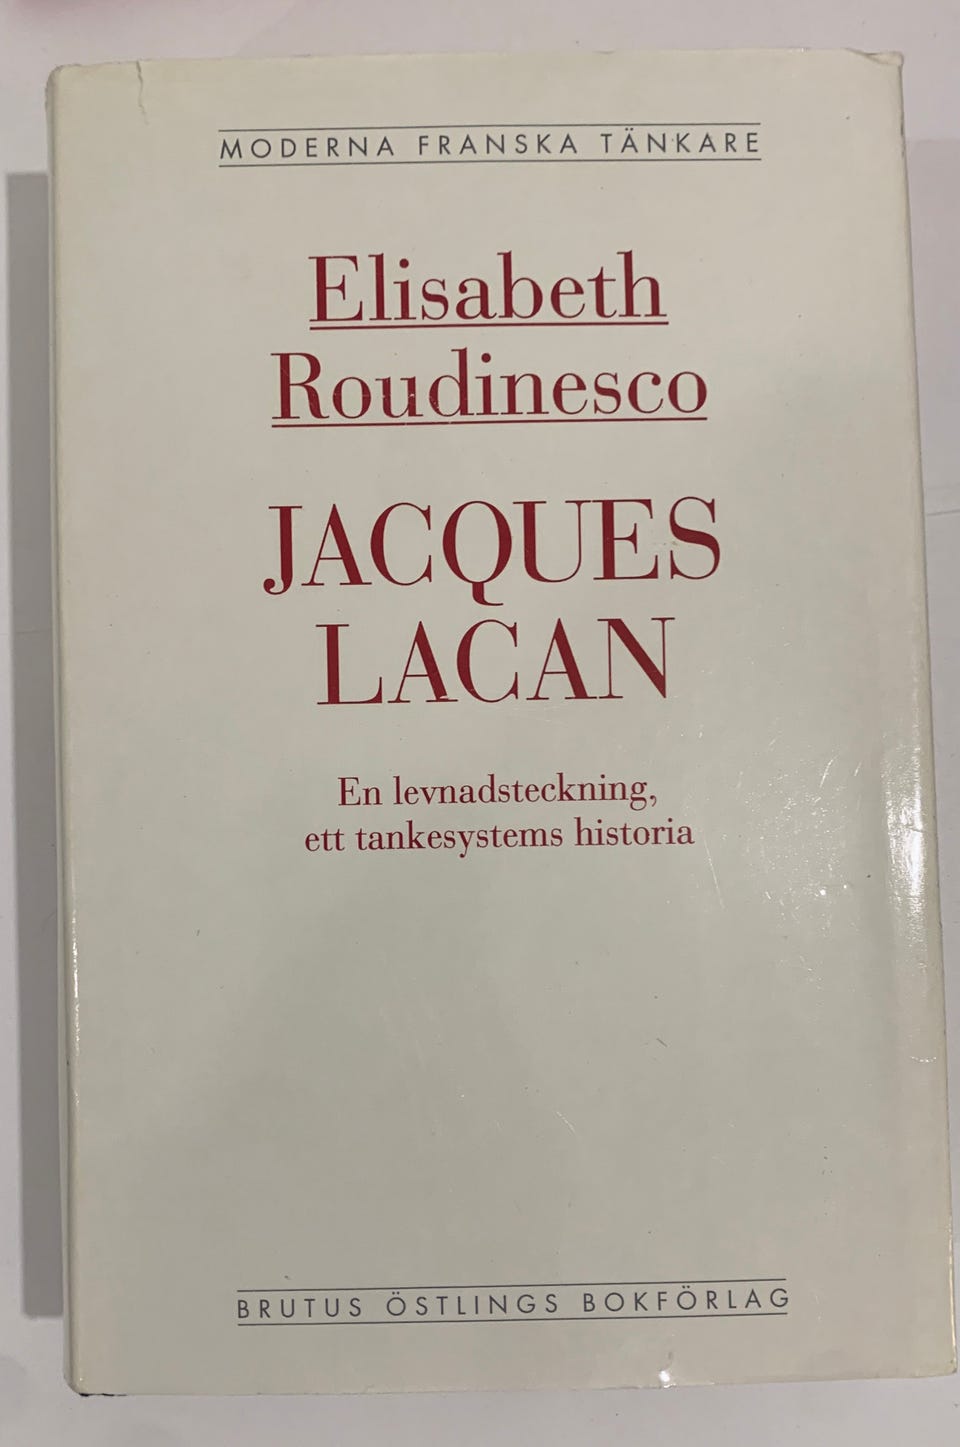 MODERNA FRANSKA TÄNKARE
Elisabeth
Roudinesco
JACQUES
LACAN
En levnadsteckning,
ett tankesystems historia
BRUTUS ÖSTLINGS BOKFÖRLAG